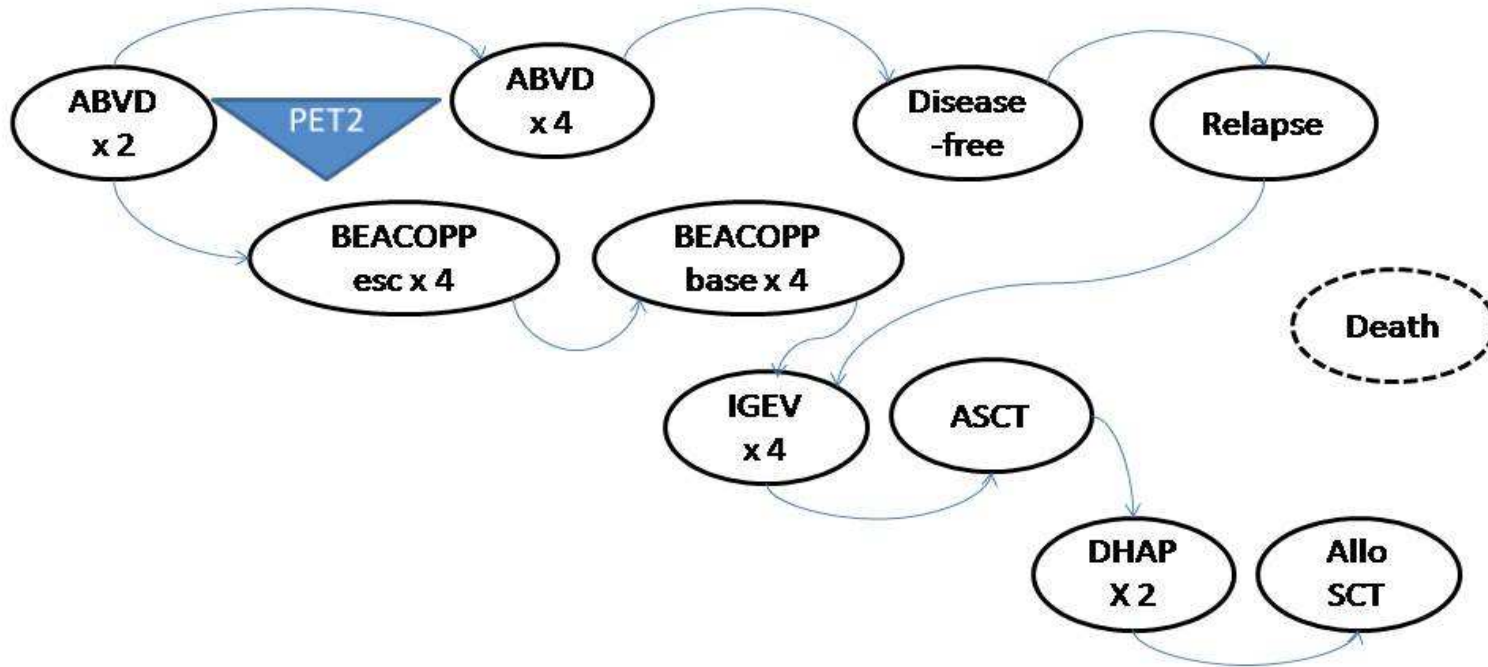 ABVD
x 2
PET2
ABVD
x 4
Disease
-free
Relapse
BEACOPP
esc x 4
BEACOPP
base x 4
Death
IGEV
x 4
ASCT
DHAP
X 2
Allo
SCT